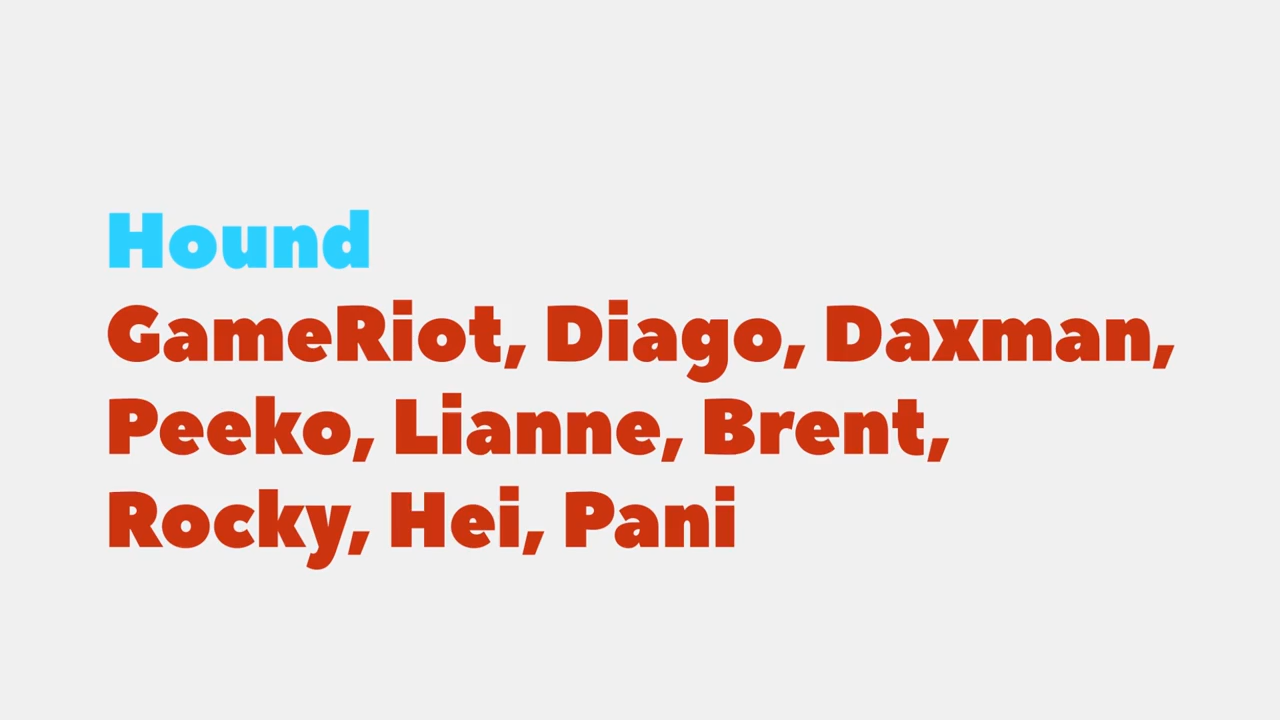 Hound
GameRiot, Diago, Daxman,
Peeko, Lianne, Brent,
Rocky, Hei, Pani